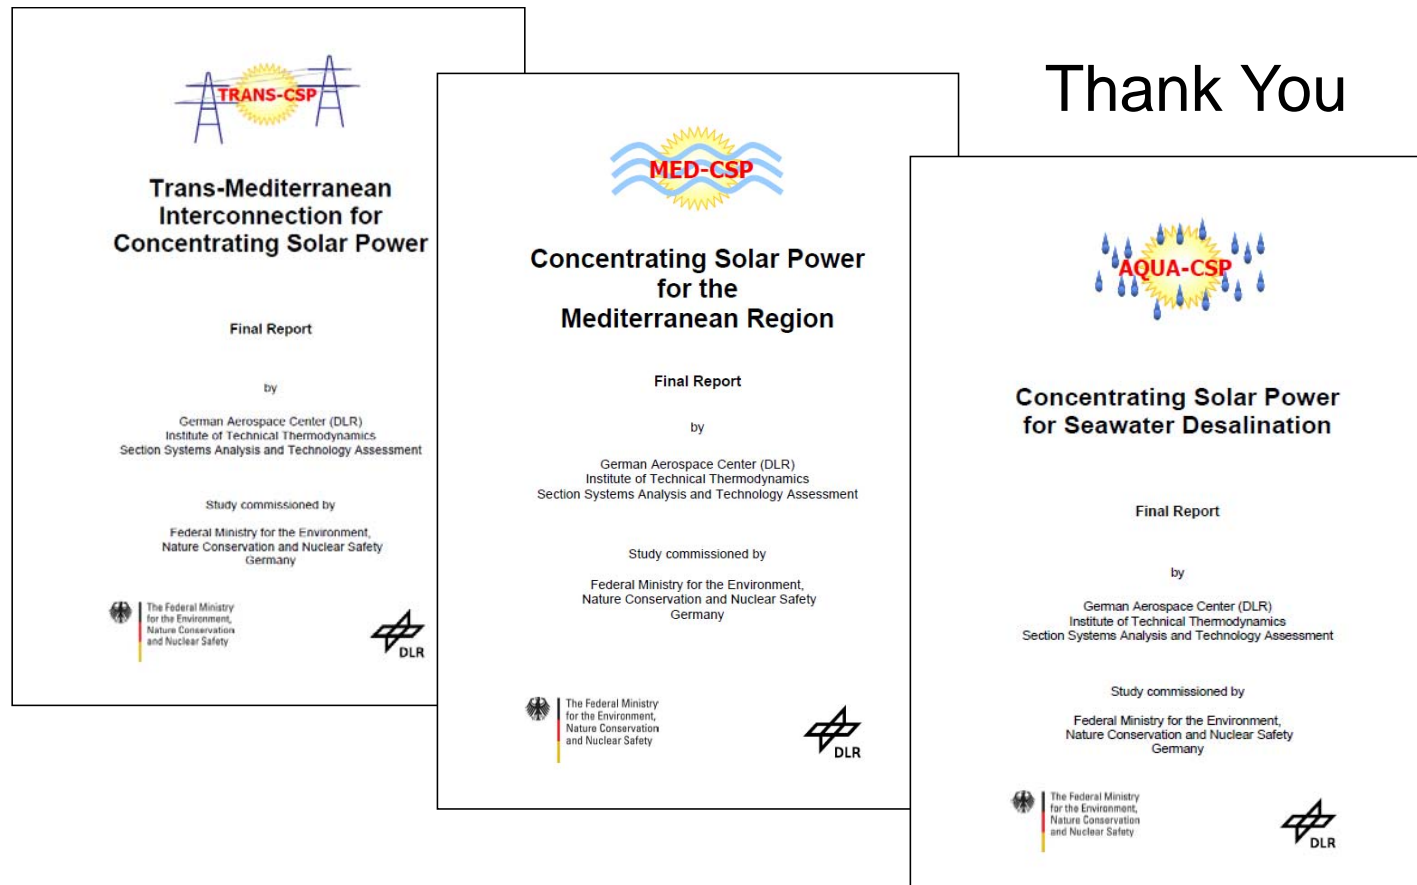 Thank You
TRANS-CSP
Trans-Mediterranean
Interconnection for
Concentrating Solar Power
Final Report
by
German Aerospace Center (DLR)
Institute of Technical Thermodynamics
Section Systems Analysis and Technology Assessment
Study commissioned by
Federal Ministry for the Environment,
Nature Conservation and Nuclear Safety
Germany
The Federal Ministry
for the Environment,
Nature Conservation
and Nuclear Safety
DLR
MED-CSP
Concentrating Solar Power
for the
Mediterranean Region
Final Report
by
German Aerospace Center (DLR)
Institute of Technical Thermodynamics
Section Systems Analysis and Technology Assessment
Study commissioned by
Federal Ministry for the Environment,
Nature Conservation and Nuclear Safety
Germany
The Federal Ministry
for the Environment,
Nature Conservation
and Nuclear Safety
DLR
AQUA-CSP
Concentrating Solar Power
for Seawater Desalination
Final Report
by
German Aerospace Center (DLR)
Institute of Technical Thermodynamics
Section Systems Analysis and Technology Assessment
Study commissioned by
Federal Ministry for the Environment,
Nature Conservation and Nuclear Safety
Germany
The Federal Ministry
for the Environment,
Nature Conservation
and Nuclear Safety
DLR